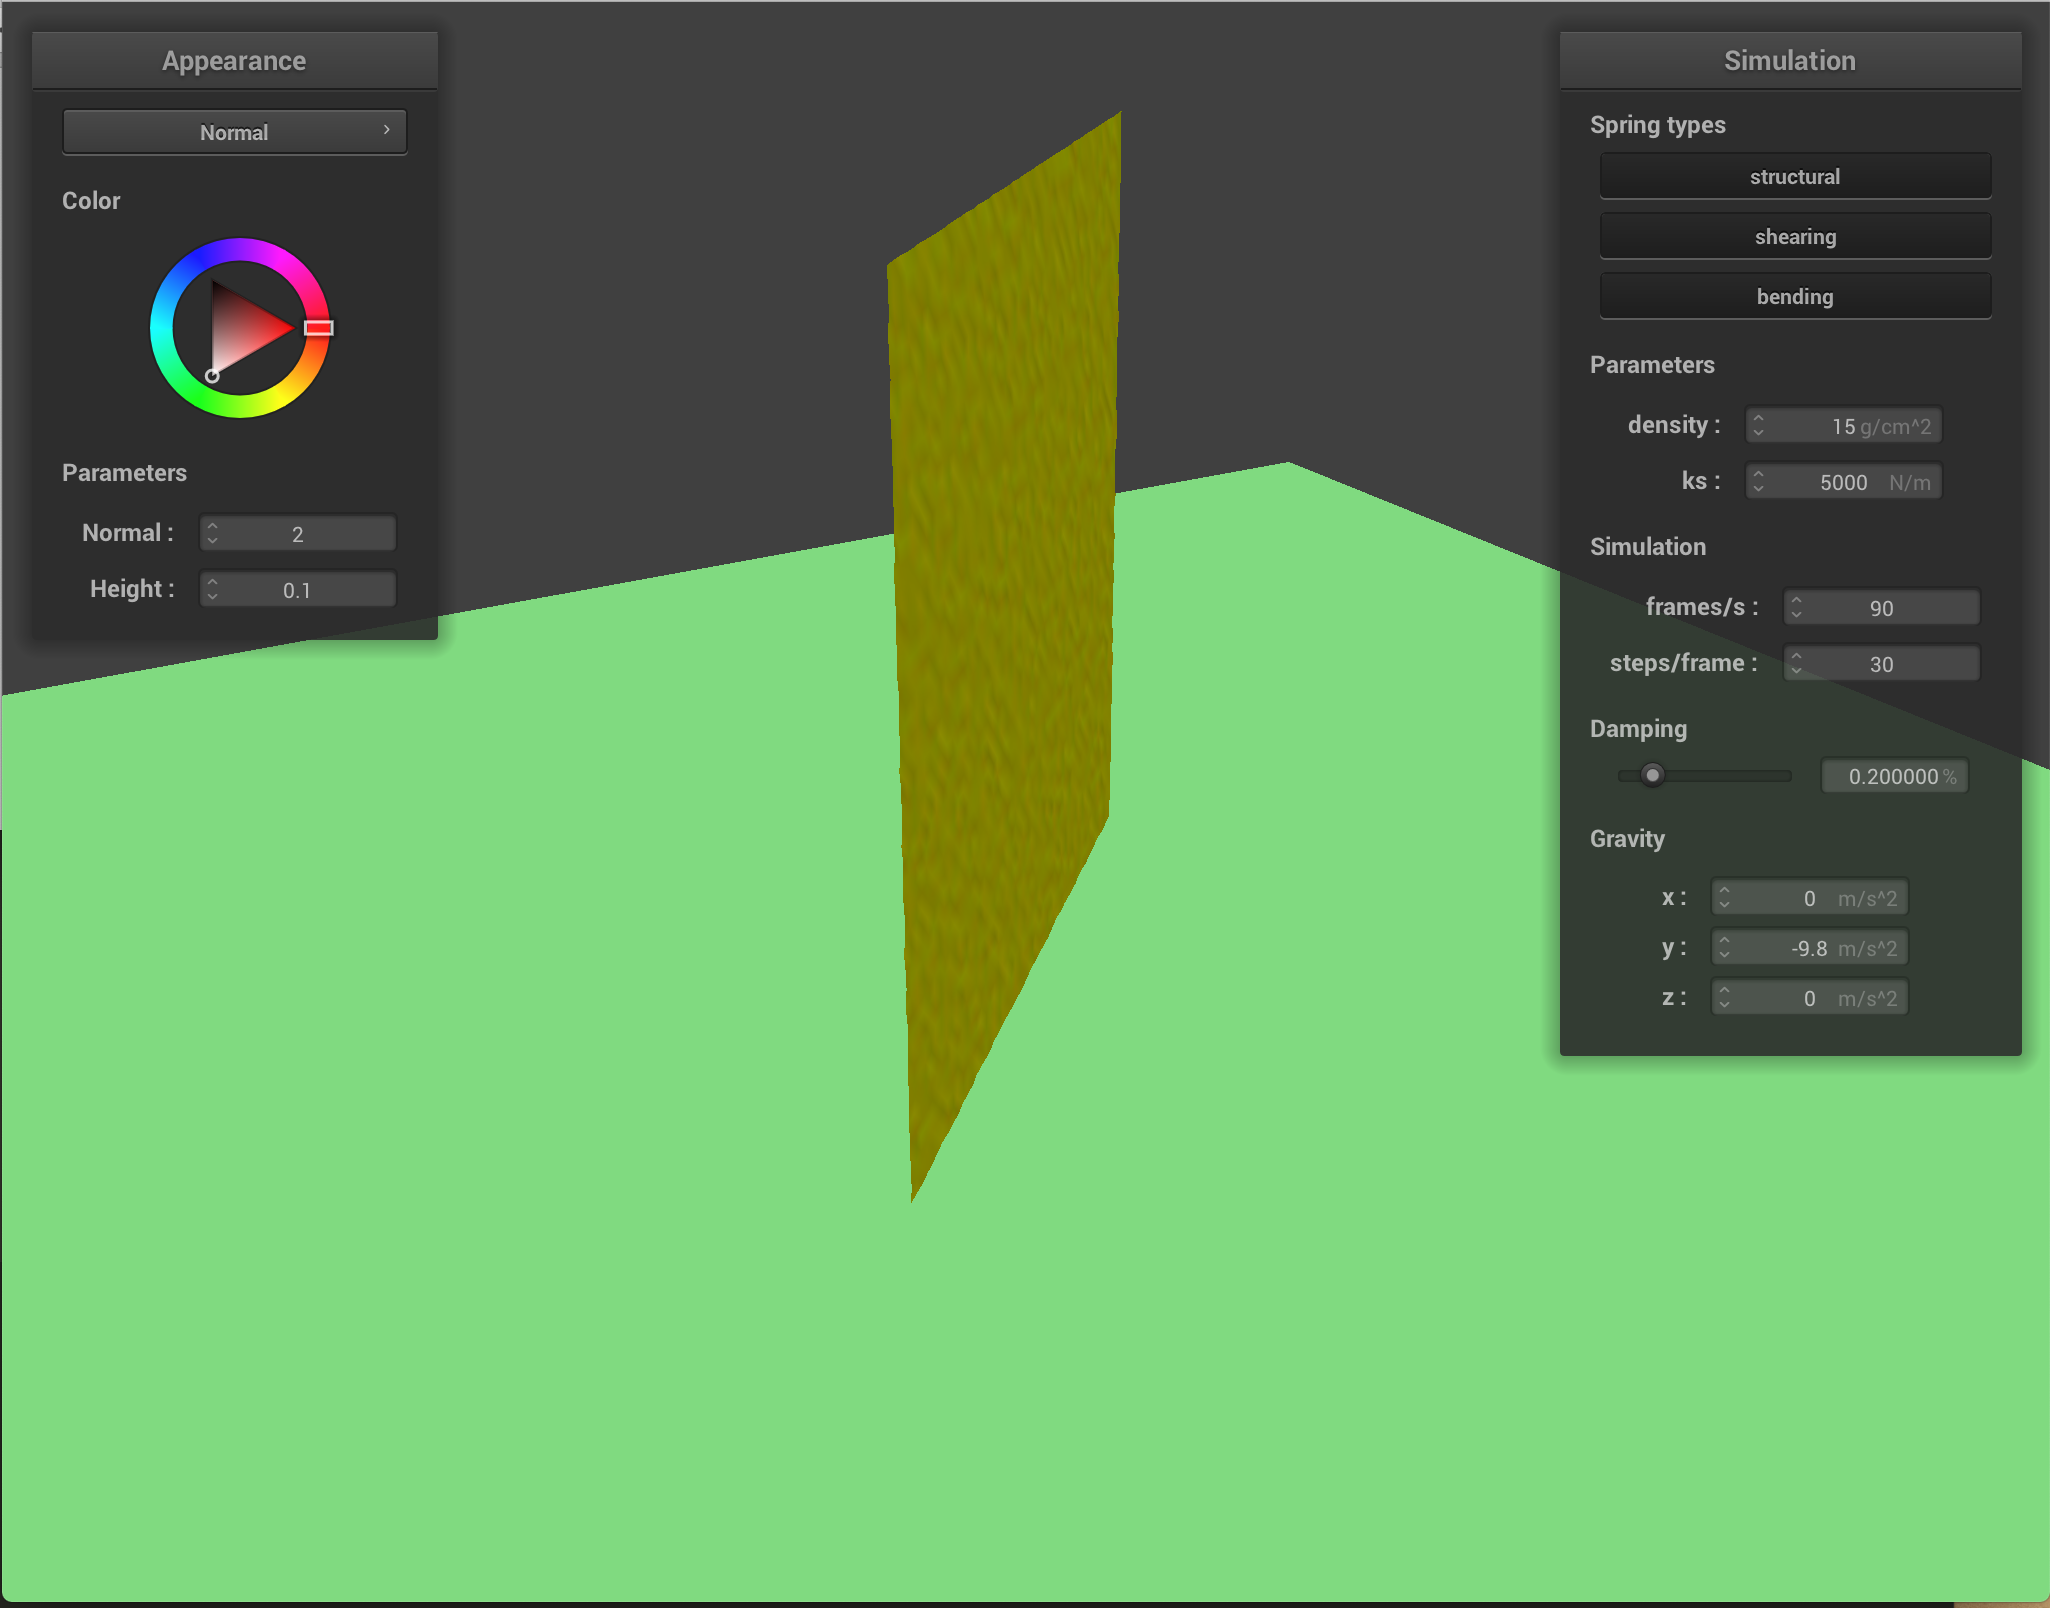 Appearance
Normal
Color
Parameters
Normal : 2
Height : 0.1
Simulation
Spring types
structural
shearing
bending
Parameters
density : 15 g/cm^2
ks : 5000 N/m
Simulation
frames/s : 90
steps/frame : 30
Damping
0.200000 %
Gravity
x : 0 m/s^2
y : -9.8 m/s^2
z : 0 m/s^2